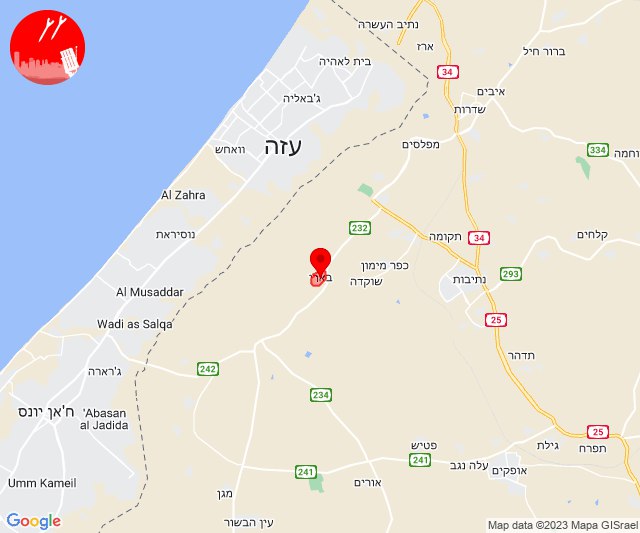 נתיב העשרה
ארז
ברור חיל
בית לאהיה
34
איבים
ג'באליה
שדרות
עזה
וואחש
מפלסים
334
וחמה
Al Zahra
232
נוסיראת
34
תקומה
קלחים
כפר מימון
בארי
שוקדה
נתיבות
293
Al Musaddar
Wadi as Salqa
25
תדהר
ג'רארה
242
234
ח'אן יונס
'Abasan
al Jadida
25
תפרח
גילת
פטיש
241
עלה נגב
אופקים
241
אורים
Umm Kameil
מגן
עין הבשור
Google
Map data ©2023 Mapa GISrael